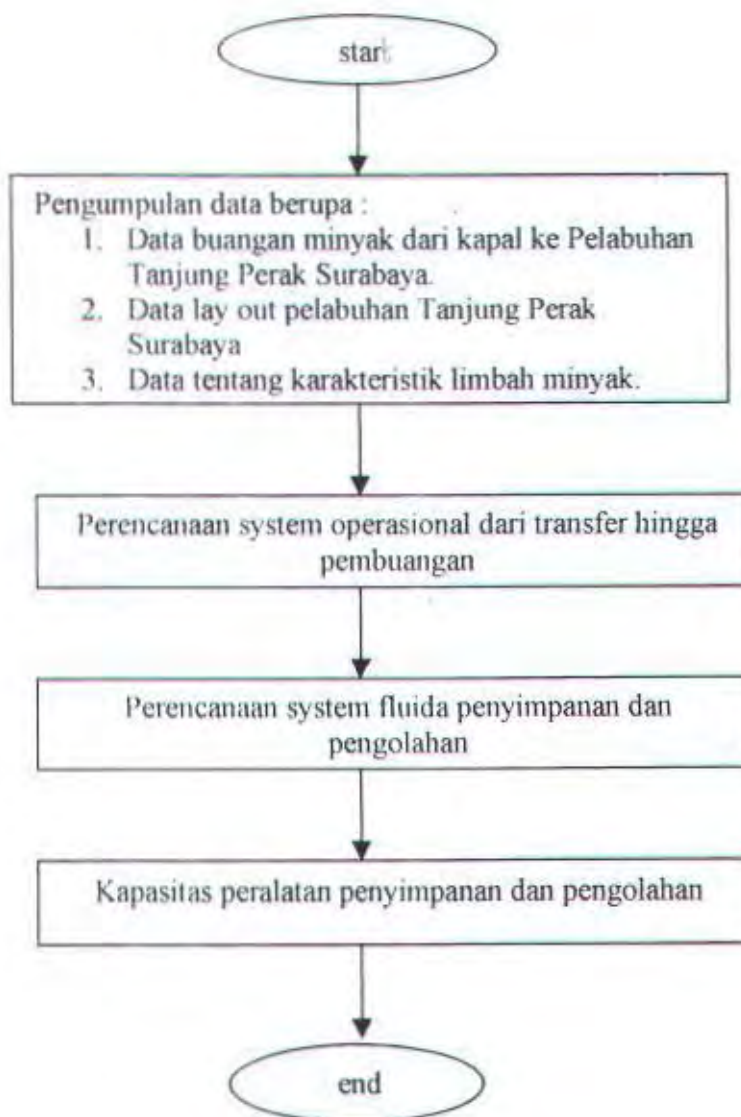 start
Pengumpulan data berupa :
1. Data buangan minyak dari kapal ke Pelabuhan
Tanjung Perak Surabaya.
2. Data lay out pelabuhan Tanjung Perak
Surabaya
3. Data tentang karakteristik limbah minyak.
Perencanaan system operasional dari transfer hingga
pembuangan
Perencanaan system fluida penyimpanan dan
pengolahan
Kapasitas peralatan penyimpanan dan pengolahan
end